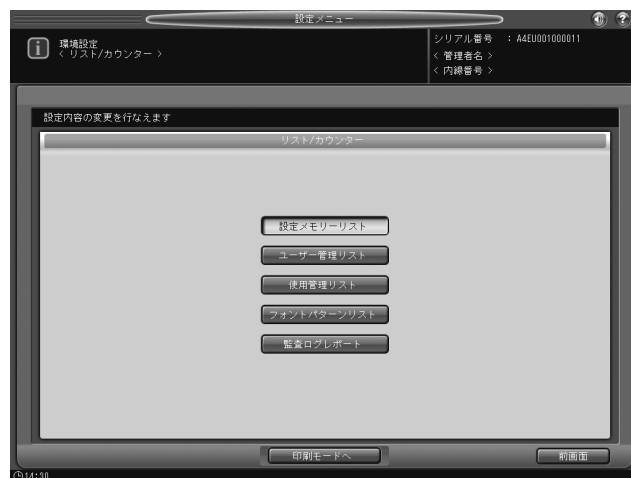 設定メニュー
環境設定
< リスト/カウンター >
シリアル番号 : A4EU001000011
< 管理者名 >
< 内線番号 >
設定内容の変更を行なえます
リスト/カウンター
設定メモリーリスト
ユーザー管理リスト
使用管理リスト
フォントパターンリスト
監査ログレポート
印刷モードへ
前画面
14:30